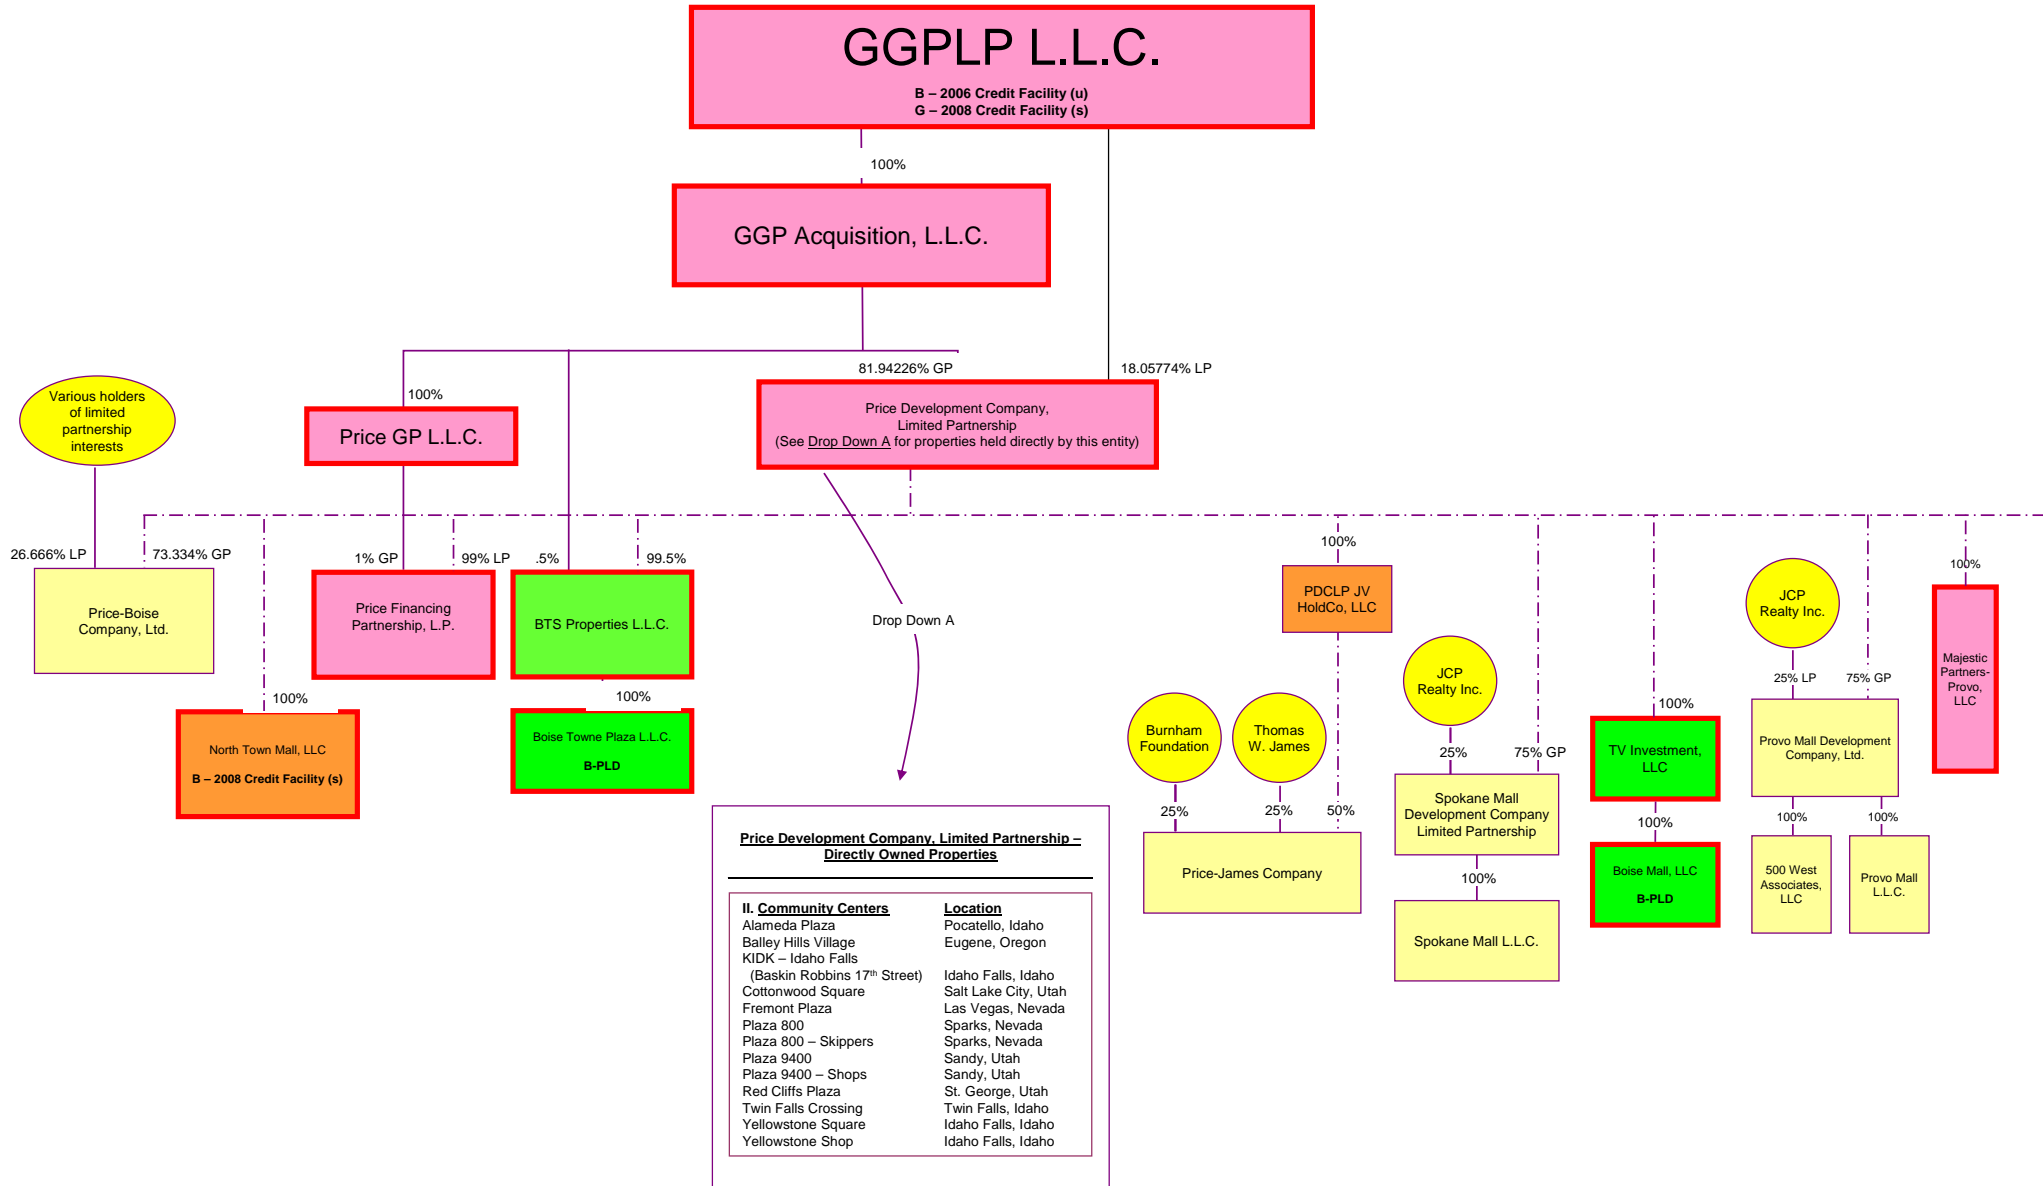 GGPLP L.L.C.
B – 2006 Credit Facility (u)
G – 2008 Credit Facility (s)
100%
GGP Acquisition, L.L.C.
81.94226% GP
18.05774% LP
Various holders
of limited
partnership
interests
100%
Price GP L.L.C.
Price Development Company,
Limited Partnership
(See Drop Down A for properties held directly by this entity)
26.666% LP
73.334% GP
1% GP
99% LP
.5%
99.5%
Price-Boise
Company, Ltd.
Price Financing
Partnership, L.P.
BTS Properties L.L.C.
100%
North Town Mall, LLC
B – 2008 Credit Facility (s)
100%
Boise Towne Plaza L.L.C.
B-PLD
Drop Down A
100%
PDCLP JV
HoldCo, LLC
Burnham
Foundation
Thomas
W. James
25%
25%
50%
Price-James Company
JCP
Realty Inc.
25%
75% GP
Spokane Mall
Development Company
Limited Partnership
100%
Spokane Mall L.L.C.
100%
TV Investment,
LLC
100%
Boise Mall, LLC
B-PLD
JCP
Realty Inc.
25% LP
75% GP
Provo Mall Development
Company, Ltd.
100%
100%
500 West
Associates,
LLC
Provo Mall
L.L.C.
100%
Majestic
Partners-
Provo,
LLC
Price Development Company, Limited Partnership –
Directly Owned Properties
II. Community Centers Location
Alameda Plaza Pocatello, Idaho
Balley Hills Village Eugene, Oregon
KIDK – Idaho Falls
(Baskin Robbins 17th Street) Idaho Falls, Idaho
Cottonwood Square Salt Lake City, Utah
Fremont Plaza Las Vegas, Nevada
Plaza 800 Sparks, Nevada
Plaza 800 – Skippers Sparks, Nevada
Plaza 9400 Sandy, Utah
Plaza 9400 – Shops Sandy, Utah
Red Cliffs Plaza St. George, Utah
Twin Falls Crossing Twin Falls, Idaho
Yellowstone Square Idaho Falls, Idaho
Yellowstone Shop Idaho Falls, Idaho